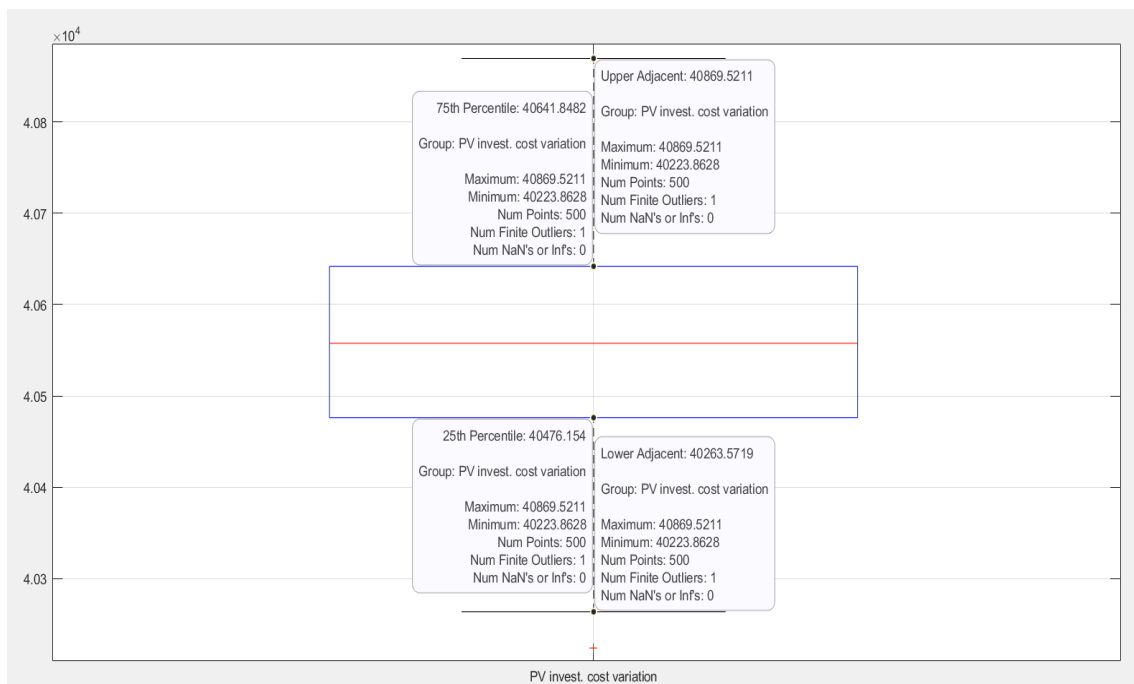 ×10⁴
4.08
4.07
4.06
4.05
4.04
4.03
75th Percentile: 40641.8482
Group: PV invest. cost variation
Maximum: 40869.5211
Minimum: 40223.8628
Num Points: 500
Num Finite Outliers: 1
Num NaN's or Inf's: 0
Upper Adjacent: 40869.5211
Group: PV invest. cost variation
Maximum: 40869.5211
Minimum: 40223.8628
Num Points: 500
Num Finite Outliers: 1
Num NaN's or Inf's: 0
25th Percentile: 40476.154
Group: PV invest. cost variation
Maximum: 40869.5211
Minimum: 40223.8628
Num Points: 500
Num Finite Outliers: 1
Num NaN's or Inf's: 0
Lower Adjacent: 40263.5719
Group: PV invest. cost variation
Maximum: 40869.5211
Minimum: 40223.8628
Num Points: 500
Num Finite Outliers: 1
Num NaN's or Inf's: 0
PV invest. cost variation